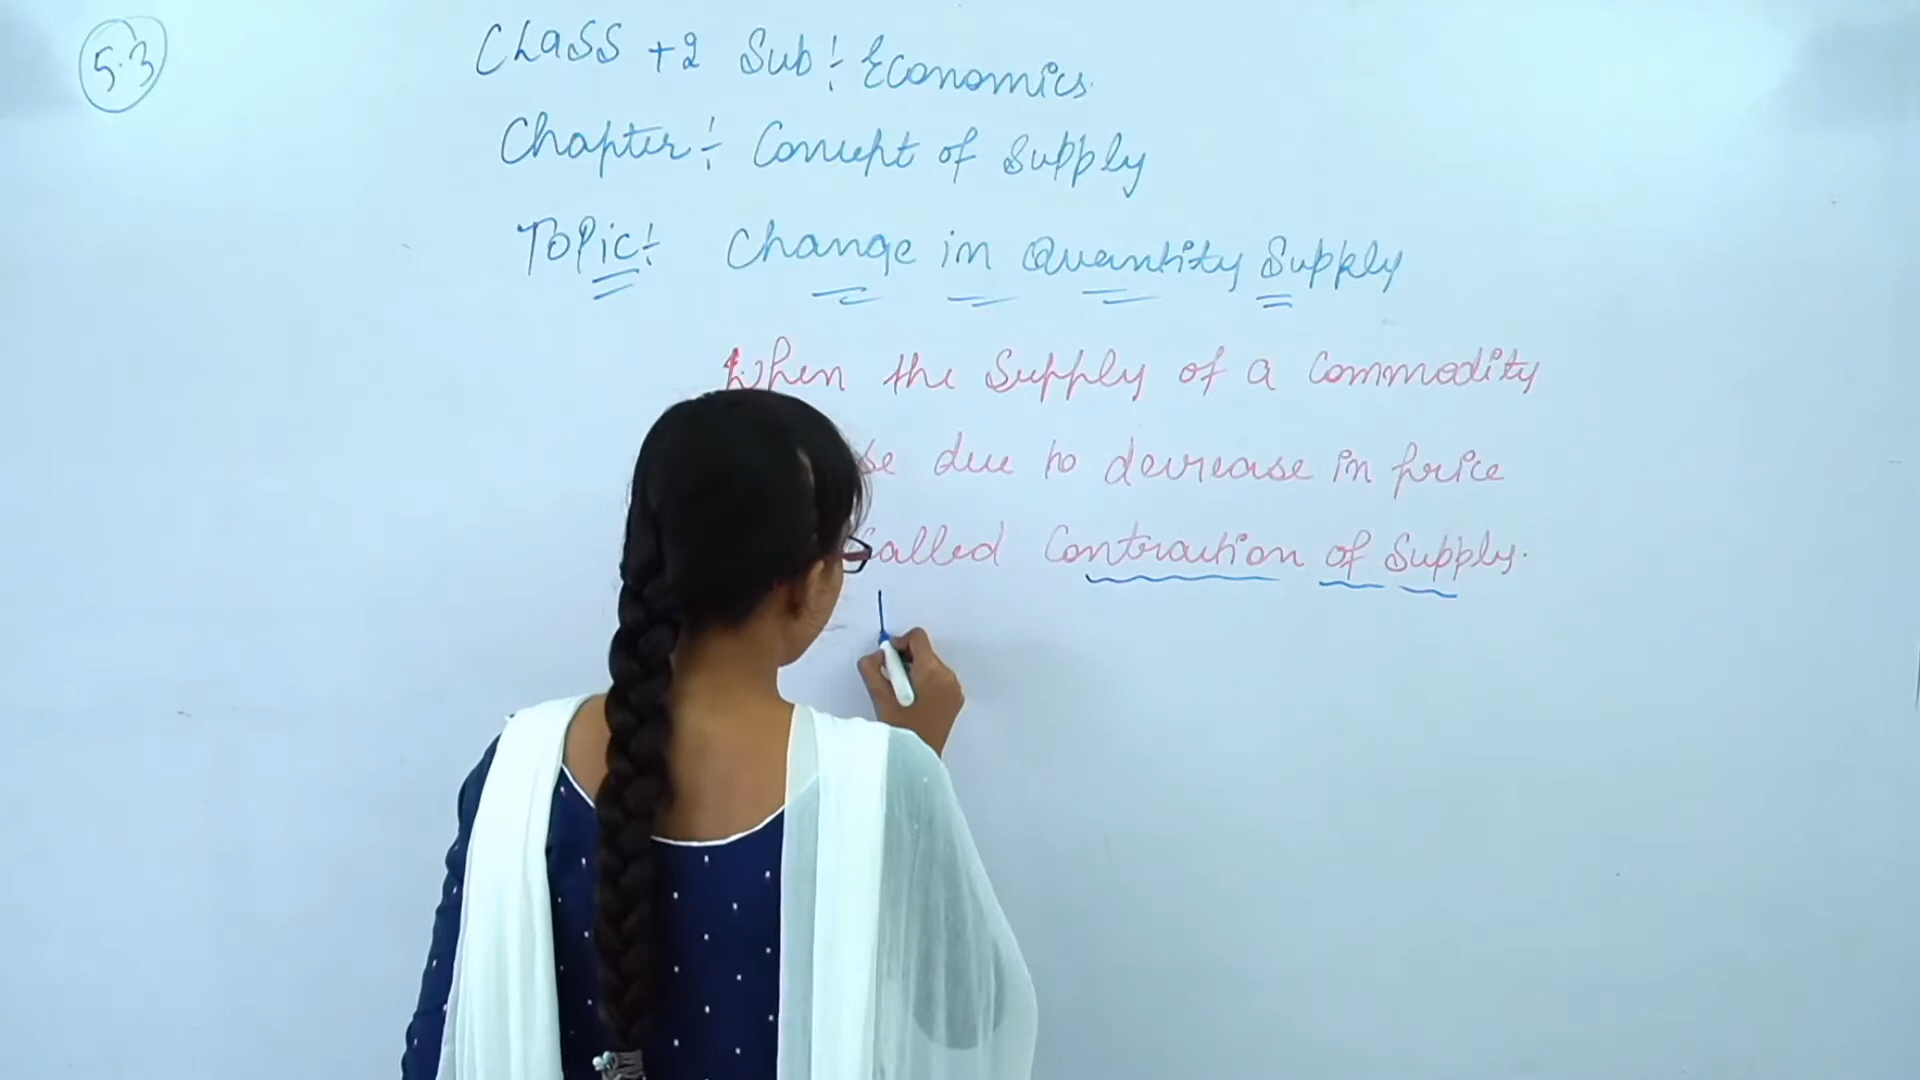 5.3
Class +2 Sub:- Economics
Chapter:- Concept of Supply
Topic:- Change in Quantity Supply
When the Supply of a Commodity
due to decrease in price
Called Contraction of Supply.